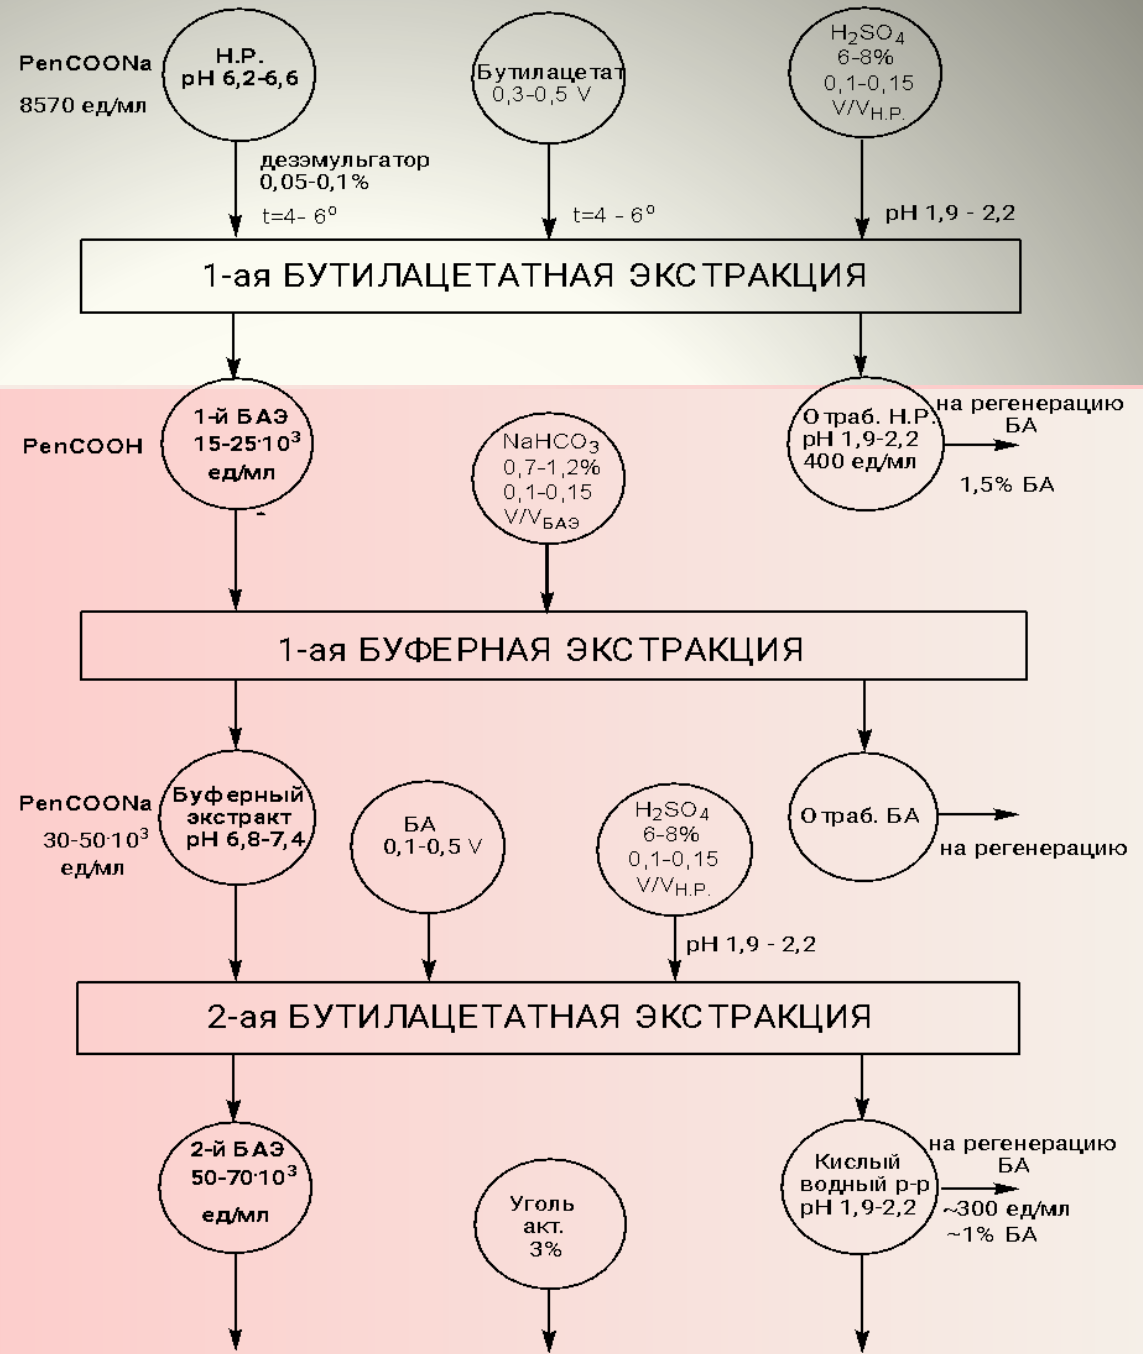 PenCOONa
8570 ед/мл
Н.Р.
pH 6,2-6,6
Бутилацетат
0,3-0,5 V
H₂SO₄
6-8%
0,1-0,15
V/VН.Р.
дезэмульгатор
0,05-0,1%
t=4- 6°
t=4 - 6°
pH 1,9 - 2,2
1-ая БУТИЛАЦЕТАТНАЯ ЭКСТРАКЦИЯ
PenCOOH
1-й БАЭ
15-25·10³
ед/мл
NaHCO₃
0,7-1,2%
0,1-0,15
V/VБАЭ
Отраб. Н.Р.
pH 1,9-2,2
400 ед/мл
на регенерацию
БА
1,5% БА
1-ая БУФЕРНАЯ ЭКСТРАКЦИЯ
PenCOONa
30-50·10³
ед/мл
Буферный
экстракт
pH 6,8-7,4
БА
0,1-0,5 V
H₂SO₄
6-8%
0,1-0,15
V/VН.Р.
pH 1,9 - 2,2
Отраб. БА
на регенерацию
2-ая БУТИЛАЦЕТАТНАЯ ЭКСТРАКЦИЯ
2-й БАЭ
50-70·10³
ед/мл
Уголь
акт.
3%
Кислый
водный р-р
pH 1,9-2,2
на регенерацию
БА
~300 ед/мл
~1% БА